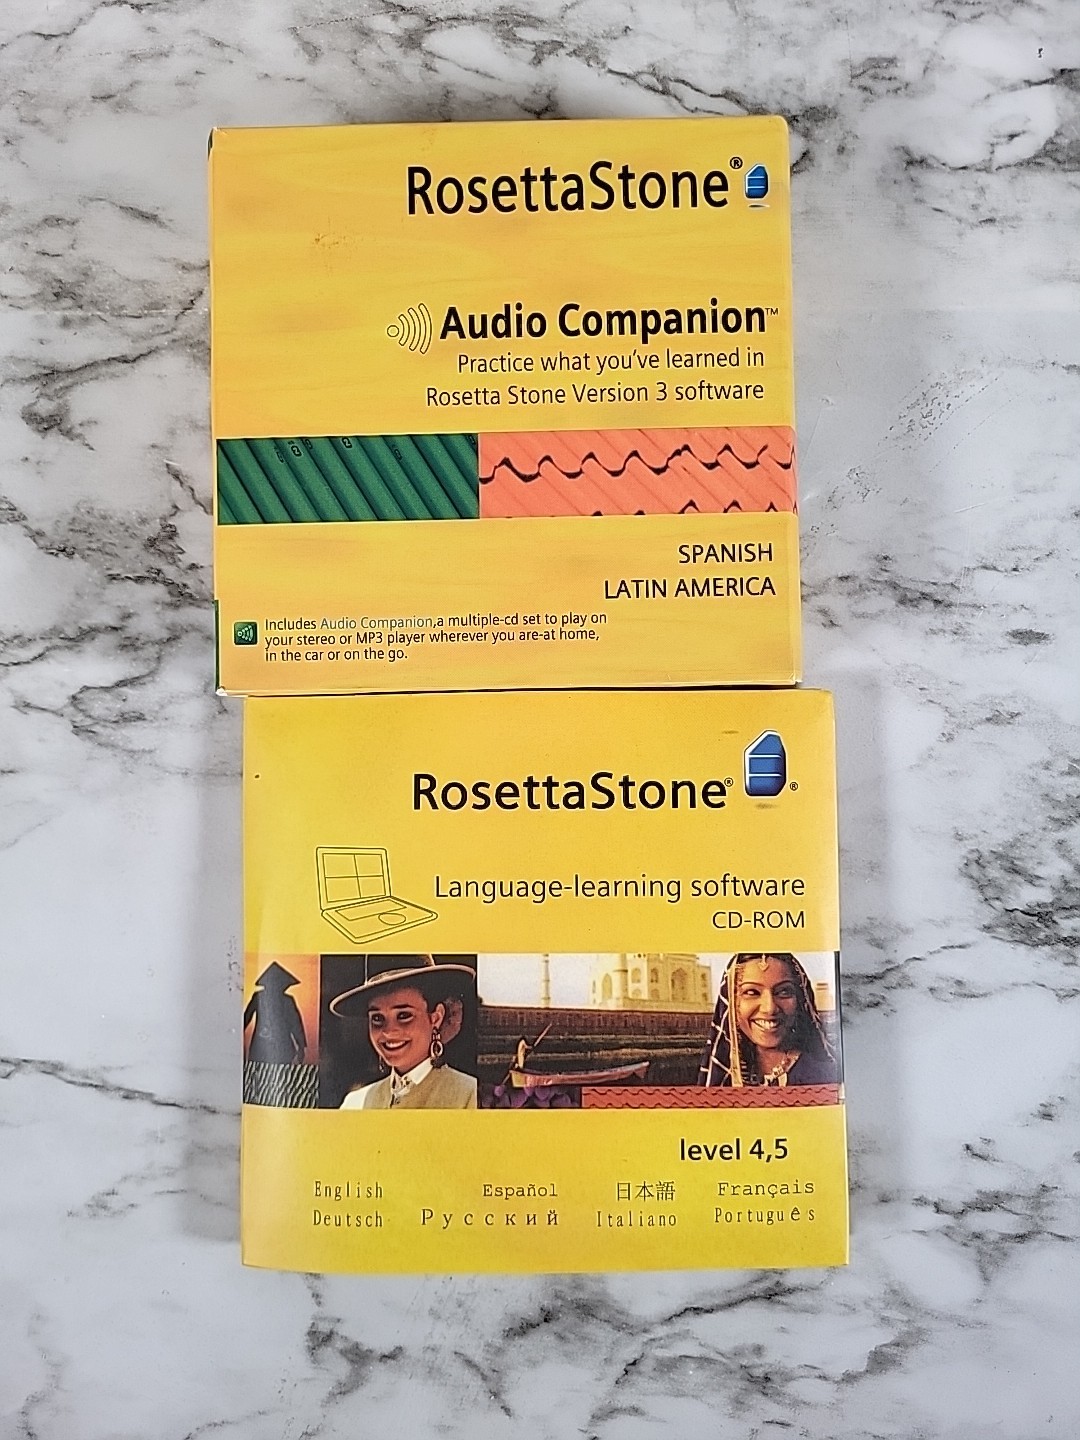 RosettaStone®
Audio Companion™
Practice what you've learned in
Rosetta Stone Version 3 software
SPANISH
LATIN AMERICA
Includes Audio Companion,a multiple-cd set to play on
your stereo or MP3 player wherever you are-at home,
in the car or on the go.
RosettaStone® ®
Language-learning software
CD-ROM
level 4,5
English Español 日本語 Français
Deutsch Русский Italiano Português